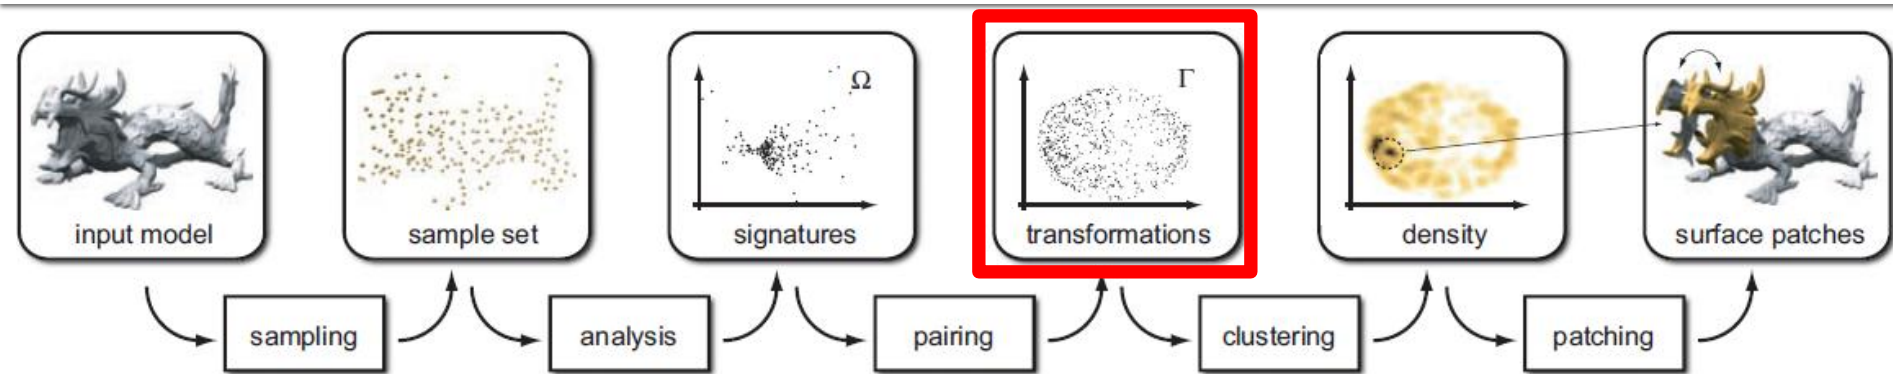 Ω
Γ
input model
sample set
signatures
transformations
density
surface patches
sampling
analysis
pairing
clustering
patching